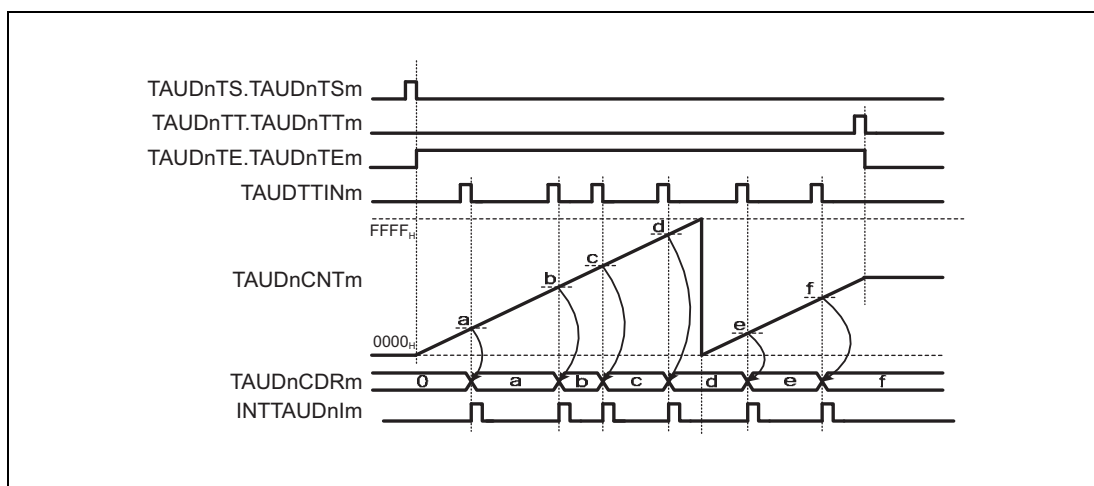 TAUDnTS.TAUDnTSm
TAUDnTT.TAUDnTTm
TAUDnTE.TAUDnTEm
TAUDTTINm
FFFFH
d
c
b
a
f
e
TAUDnCNTm
0000H
TAUDnCDRm
0 a b c d e f
INTTAUDnIm